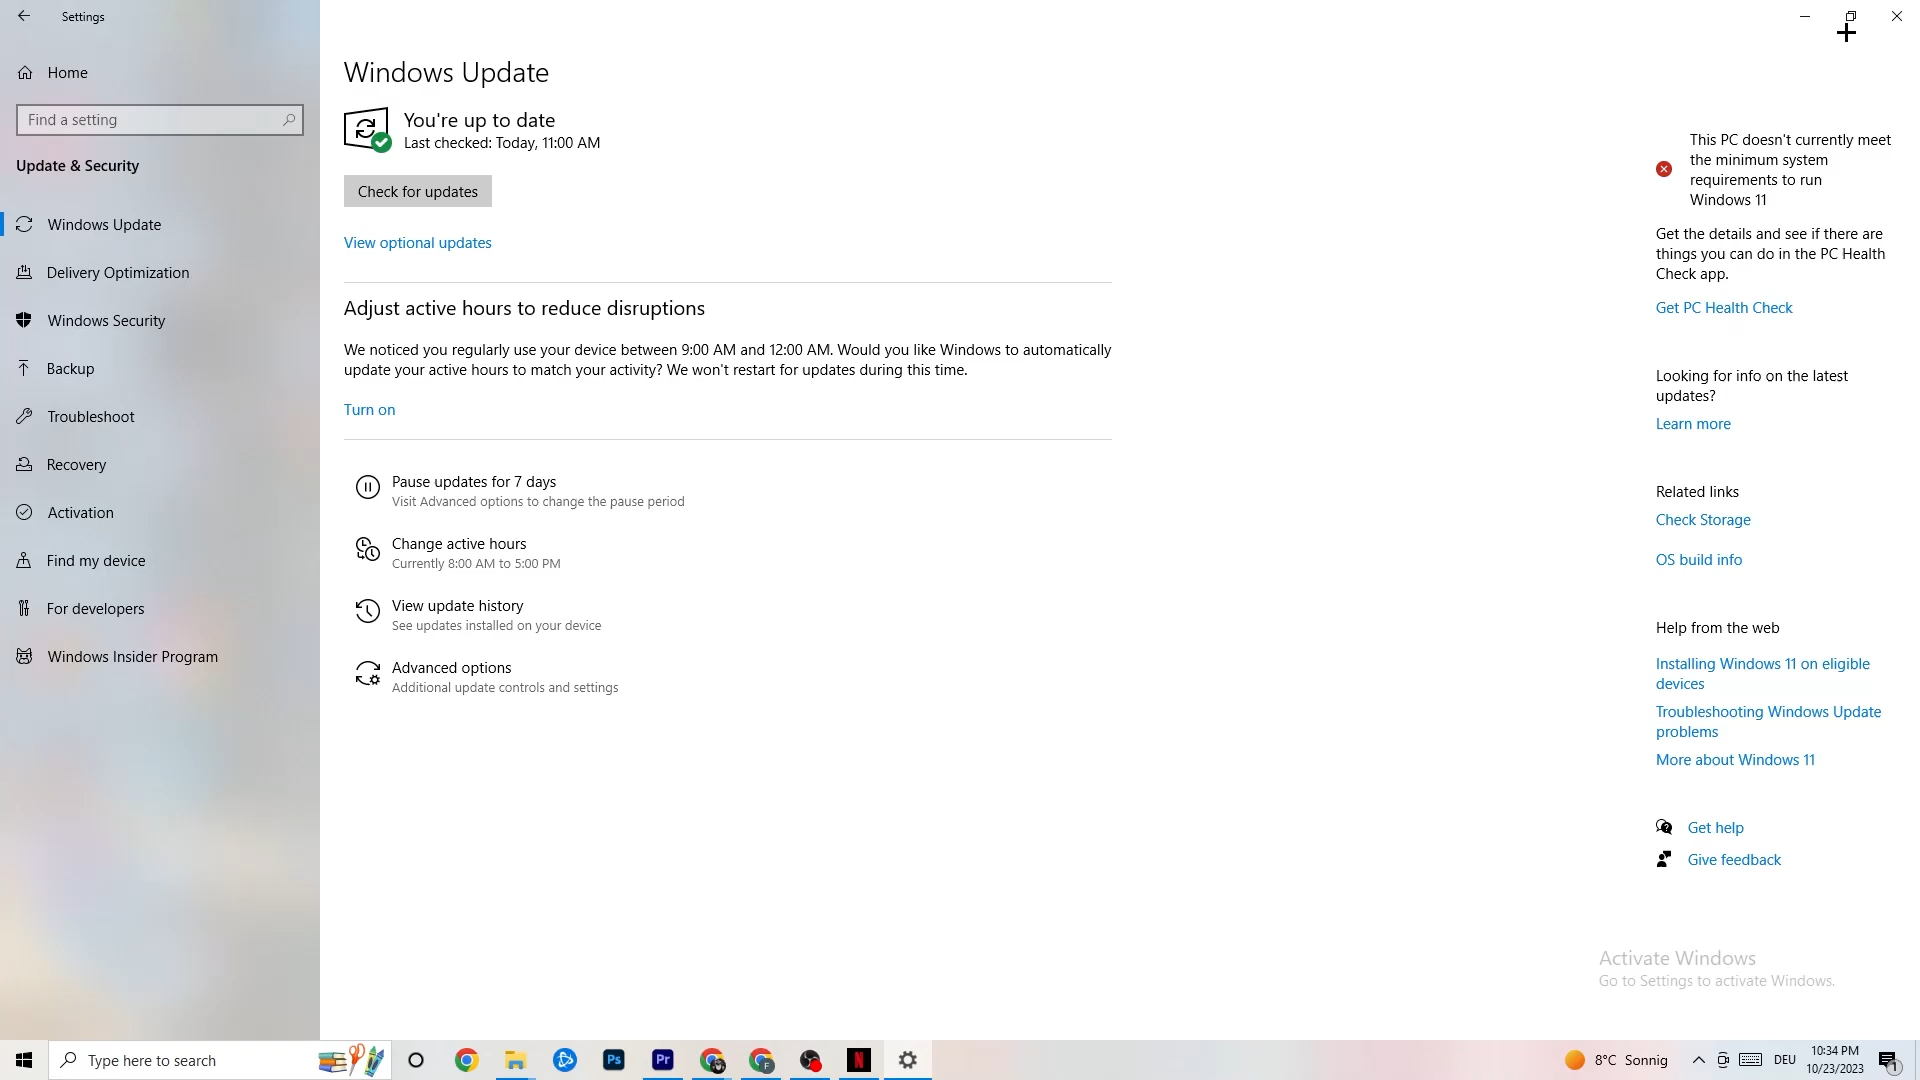 Settings
Home
Find a setting
Update & Security
Windows Update
Delivery Optimization
Windows Security
Backup
Troubleshoot
Recovery
Activation
Find my device
For developers
Windows Insider Program
Windows Update
You're up to date
Last checked: Today, 11:00 AM
Check for updates
View optional updates
Adjust active hours to reduce disruptions
We noticed you regularly use your device between 9:00 AM and 12:00 AM. Would you like Windows to automatically
update your active hours to match your activity? We won't restart for updates during this time.
Turn on
Pause updates for 7 days
Visit Advanced options to change the pause period
Change active hours
Currently 8:00 AM to 5:00 PM
View update history
See updates installed on your device
Advanced options
Additional update controls and settings
This PC doesn't currently meet
the minimum system
requirements to run
Windows 11
Get the details and see if there are
things you can do in the PC Health
Check app.
Get PC Health Check
Looking for info on the latest
updates?
Learn more
Related links
Check Storage
OS build info
Help from the web
Installing Windows 11 on eligible
devices
Troubleshooting Windows Update
problems
More about Windows 11
Get help
Give feedback
Activate Windows
Go to Settings to activate Windows.
Type here to search
Ps
Pr
F
N
8°C Sonnig
DEU
10:34 PM
10/23/2023
1